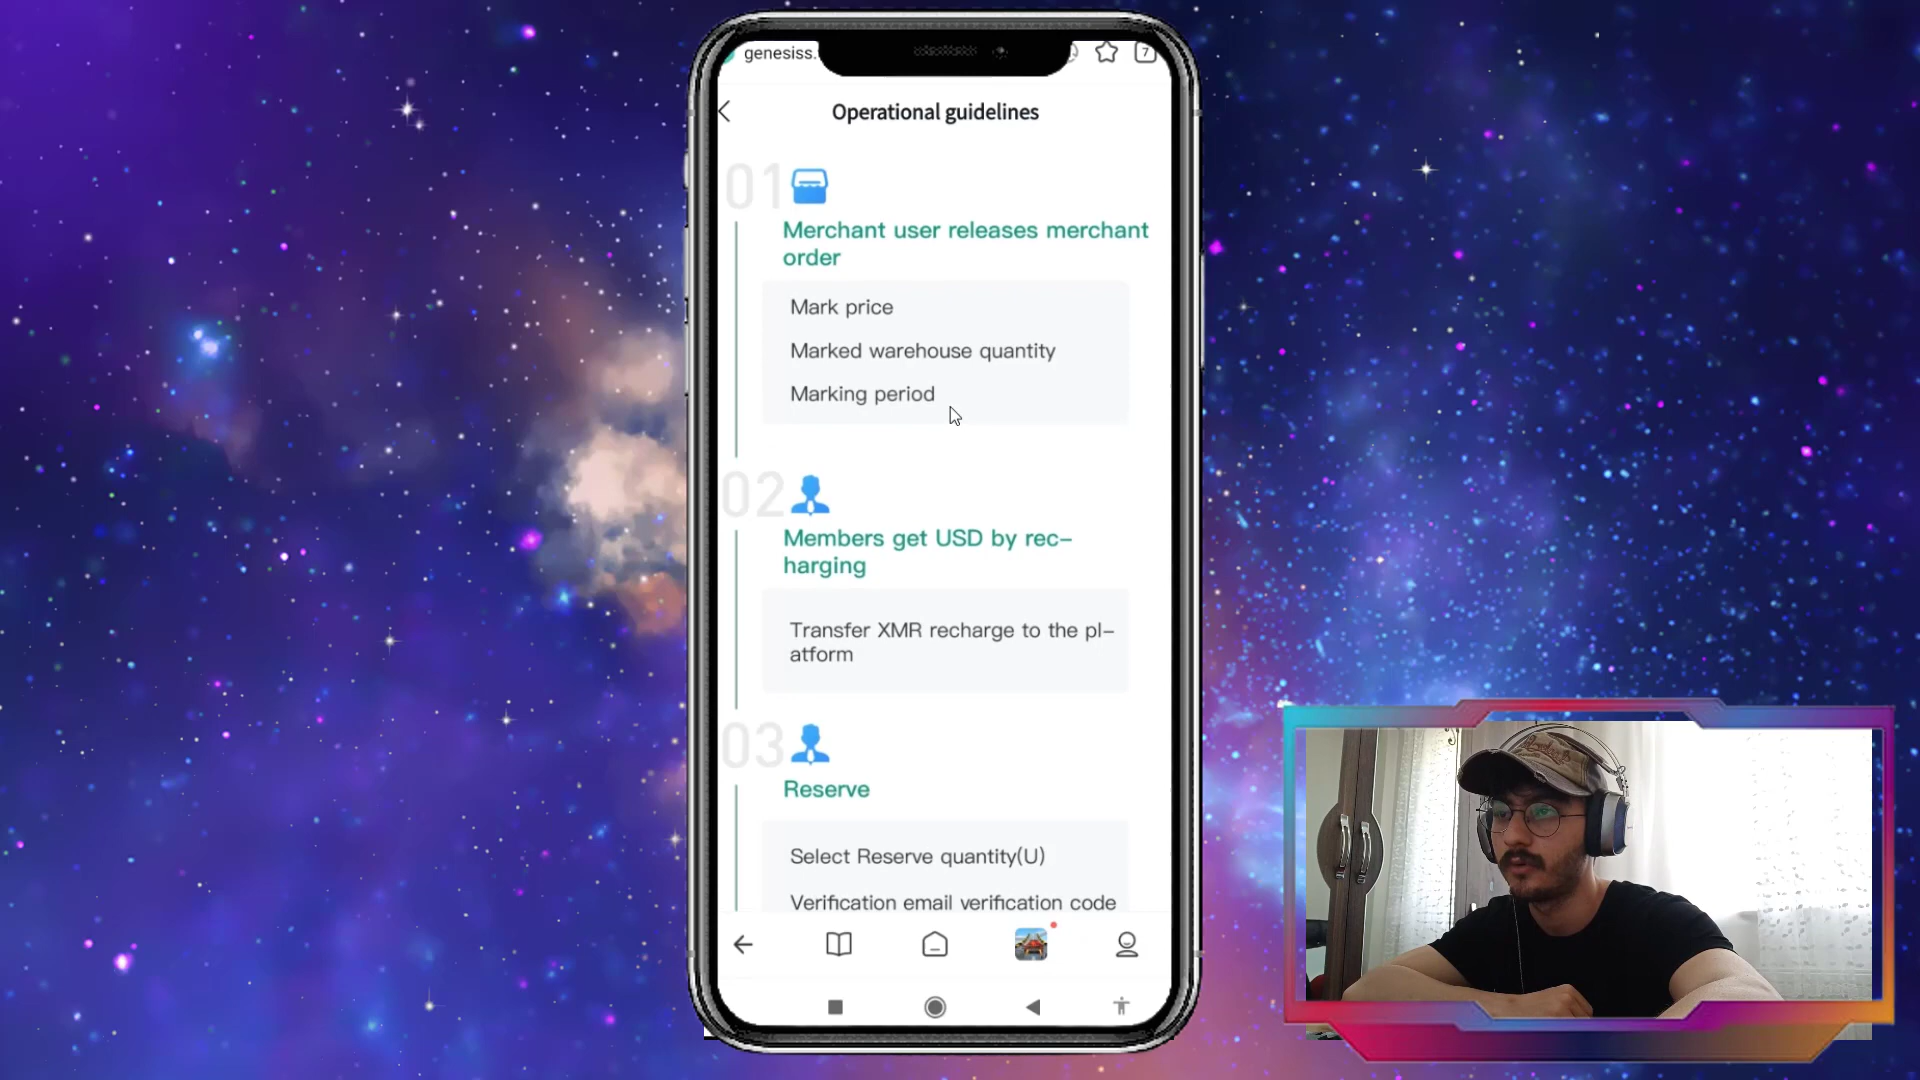 genesiss.
7
Operational guidelines
01
Merchant user releases merchant
order
Mark price
Marked warehouse quantity
Marking period
02
Members get USD by rec-
harging
Transfer XMR recharge to the pl-
atform
03
Reserve
Select Reserve quantity(U)
Verification email verification code